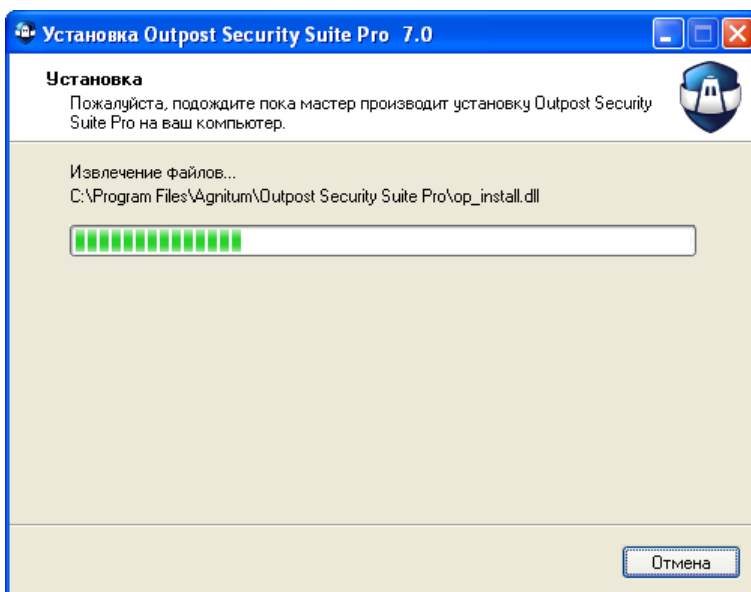 Установка Outpost Security Suite Pro 7.0
Установка
Пожалуйста, подождите пока мастер производит установку Outpost Security
Suite Pro на ваш компьютер.
Извлечение файлов...
C:\Program Files\Agnitum\Outpost Security Suite Pro\op_install.dll
Отмена